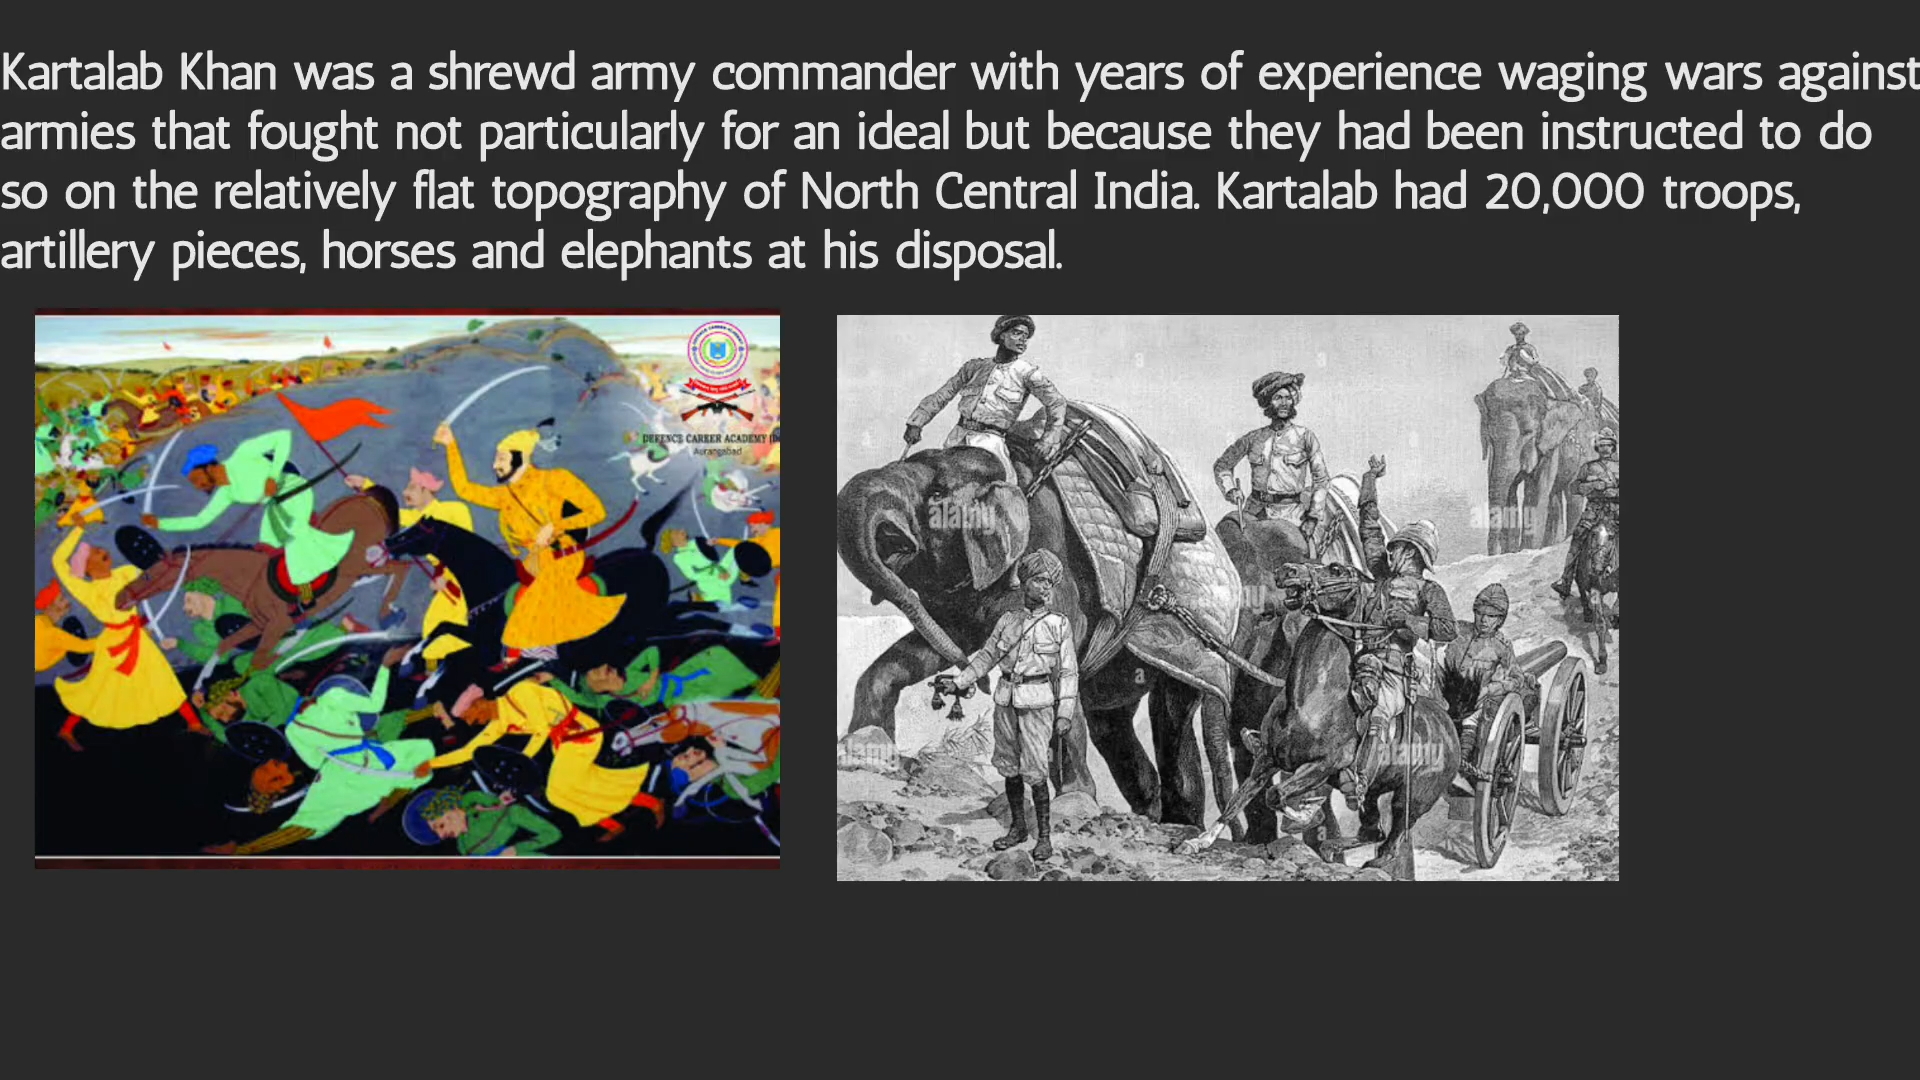 Kartalab Khan was a shrewd army commander with years of experience waging wars against
armies that fought not particularly for an ideal but because they had been instructed to do
so on the relatively flat topography of North Central India. Kartalab had 20,000 troops,
artillery pieces, horses and elephants at his disposal.
DEFENCE CAREER ACADEMY
Aurangabad
a
a
alamy
alamy
alamy
a
a
alamy
alamy
a